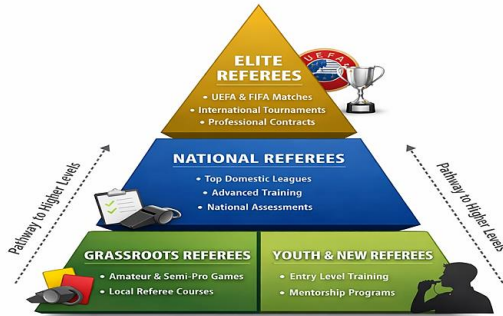 ELITE
REFEREES
UEFA
• UEFA & FIFA Matches
• International Tournaments
• Professional Contracts
NATIONAL REFEREES
• Top Domestic Leagues
• Advanced Training
• National Assessments
Pathway to Higher Levels
Pathway to Higher Levels
GRASSROOTS REFEREES
• Amateur & Semi-Pro Games
• Local Referee Courses
YOUTH & NEW REFEREES
• Entry Level Training
• Mentorship Programs